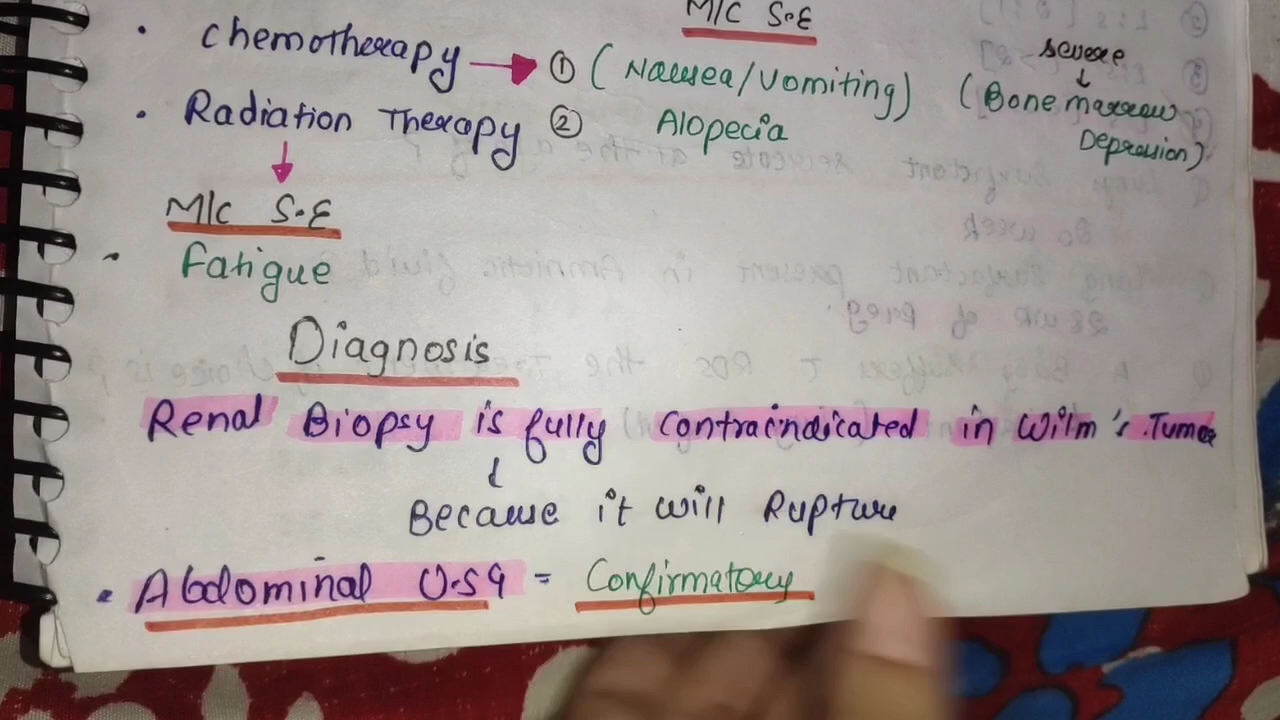 M/C S.E
• Chemotherapy → ① (Nausea/Vomiting) (Bone marrow Depression)
severe
↓
• Radiation Therapy ② Alopecia
↓
M/C S.E
• Fatigue
Diagnosis
Renal Biopsy is fully Contraindicated in Wilm's Tumor
↓
Because it will Rupture
• Abdominal U.S.G = Confirmatory